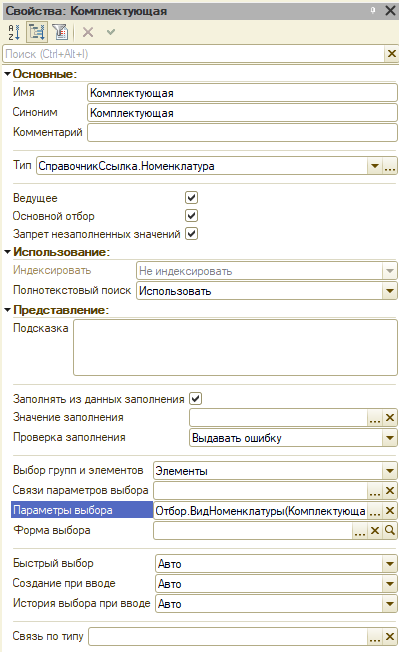 Свойства: Комплектующая
Поиск (Ctrl+Alt+I)
Основные:
Имя Комплектующая
Синоним Комплектующая
Комментарий
Тип СправочникСсылка.Номенклатура
Ведущее
Основной отбор
Запрет незаполненных значений
Использование:
Индексировать Не индексировать
Полнотекстовый поиск Использовать
Представление:
Подсказка
Заполнять из данных заполнения
Значение заполнения
Проверка заполнения Выдавать ошибку
Выбор групп и элементов Элементы
Связи параметров выбора
Параметры выбора Отбор.ВидНоменклатуры(Комплектующа
Форма выбора
Быстрый выбор Авто
Создание при вводе Авто
История выбора при вводе Авто
Связь по типу